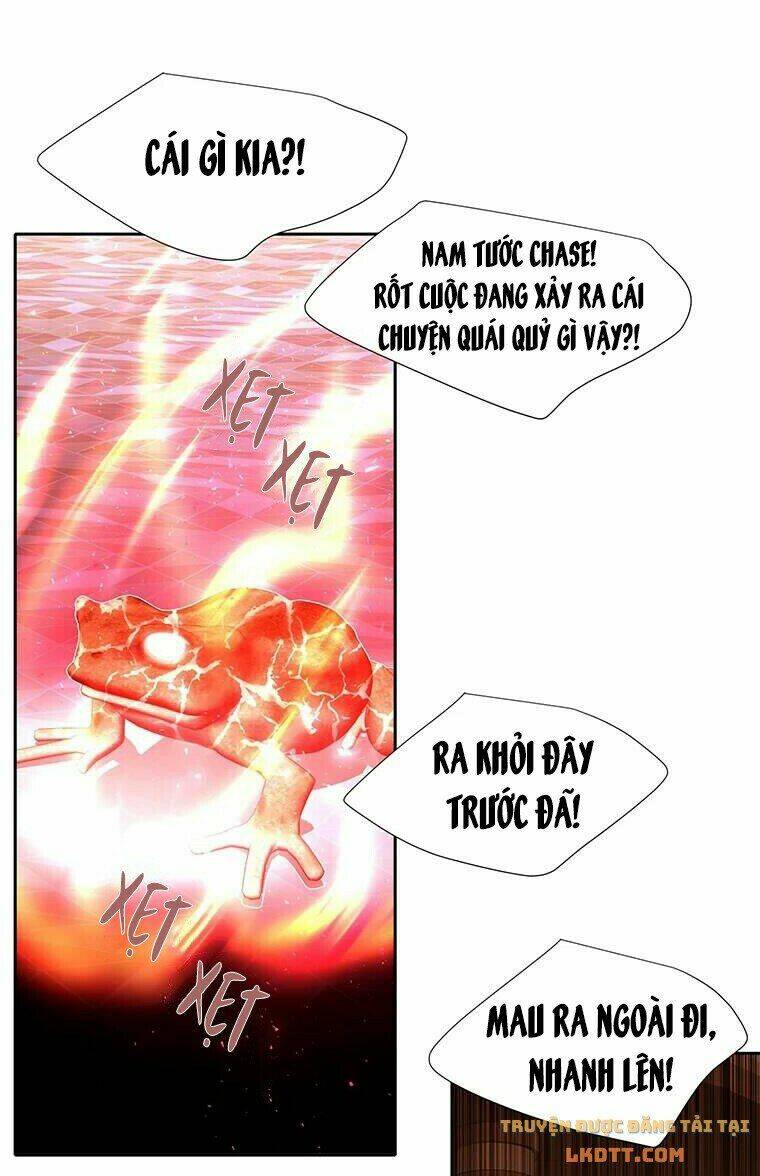 CÁI GÌ KIA?!
NAM TƯỚC CHASE!
RỐT CUỘC ĐANG XẢY RA CÁI
CHUYỆN QUÁI QUỶ GÌ VẬY?!
XẸT
XẸT
RA KHỎI ĐÂY
TRƯỚC ĐÃ!
XẸT
XẸT
MAU RA NGOÀI ĐI,
NHANH LÊN!
TRUYỆN ĐƯỢC ĐĂNG TẢI TẠI
LKDTT.COM